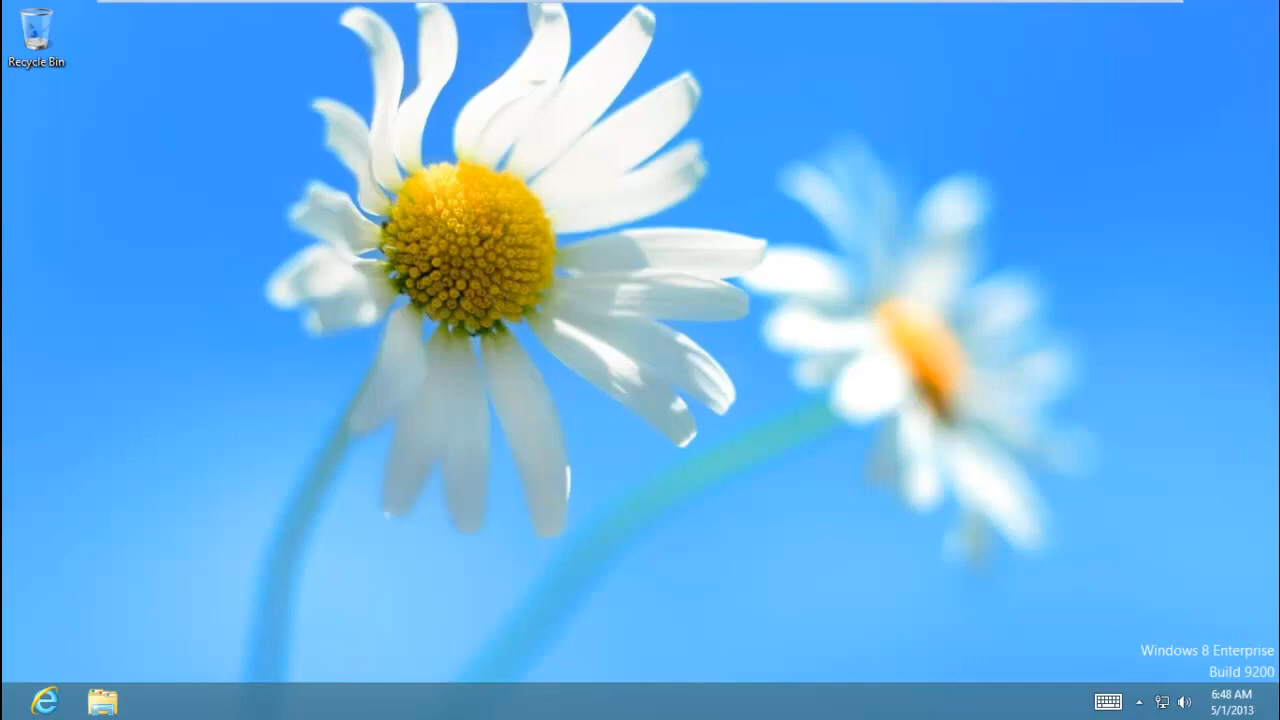 Recycle Bin
Windows 8 Enterprise
Build 9200
6:48 AM
5/1/2013